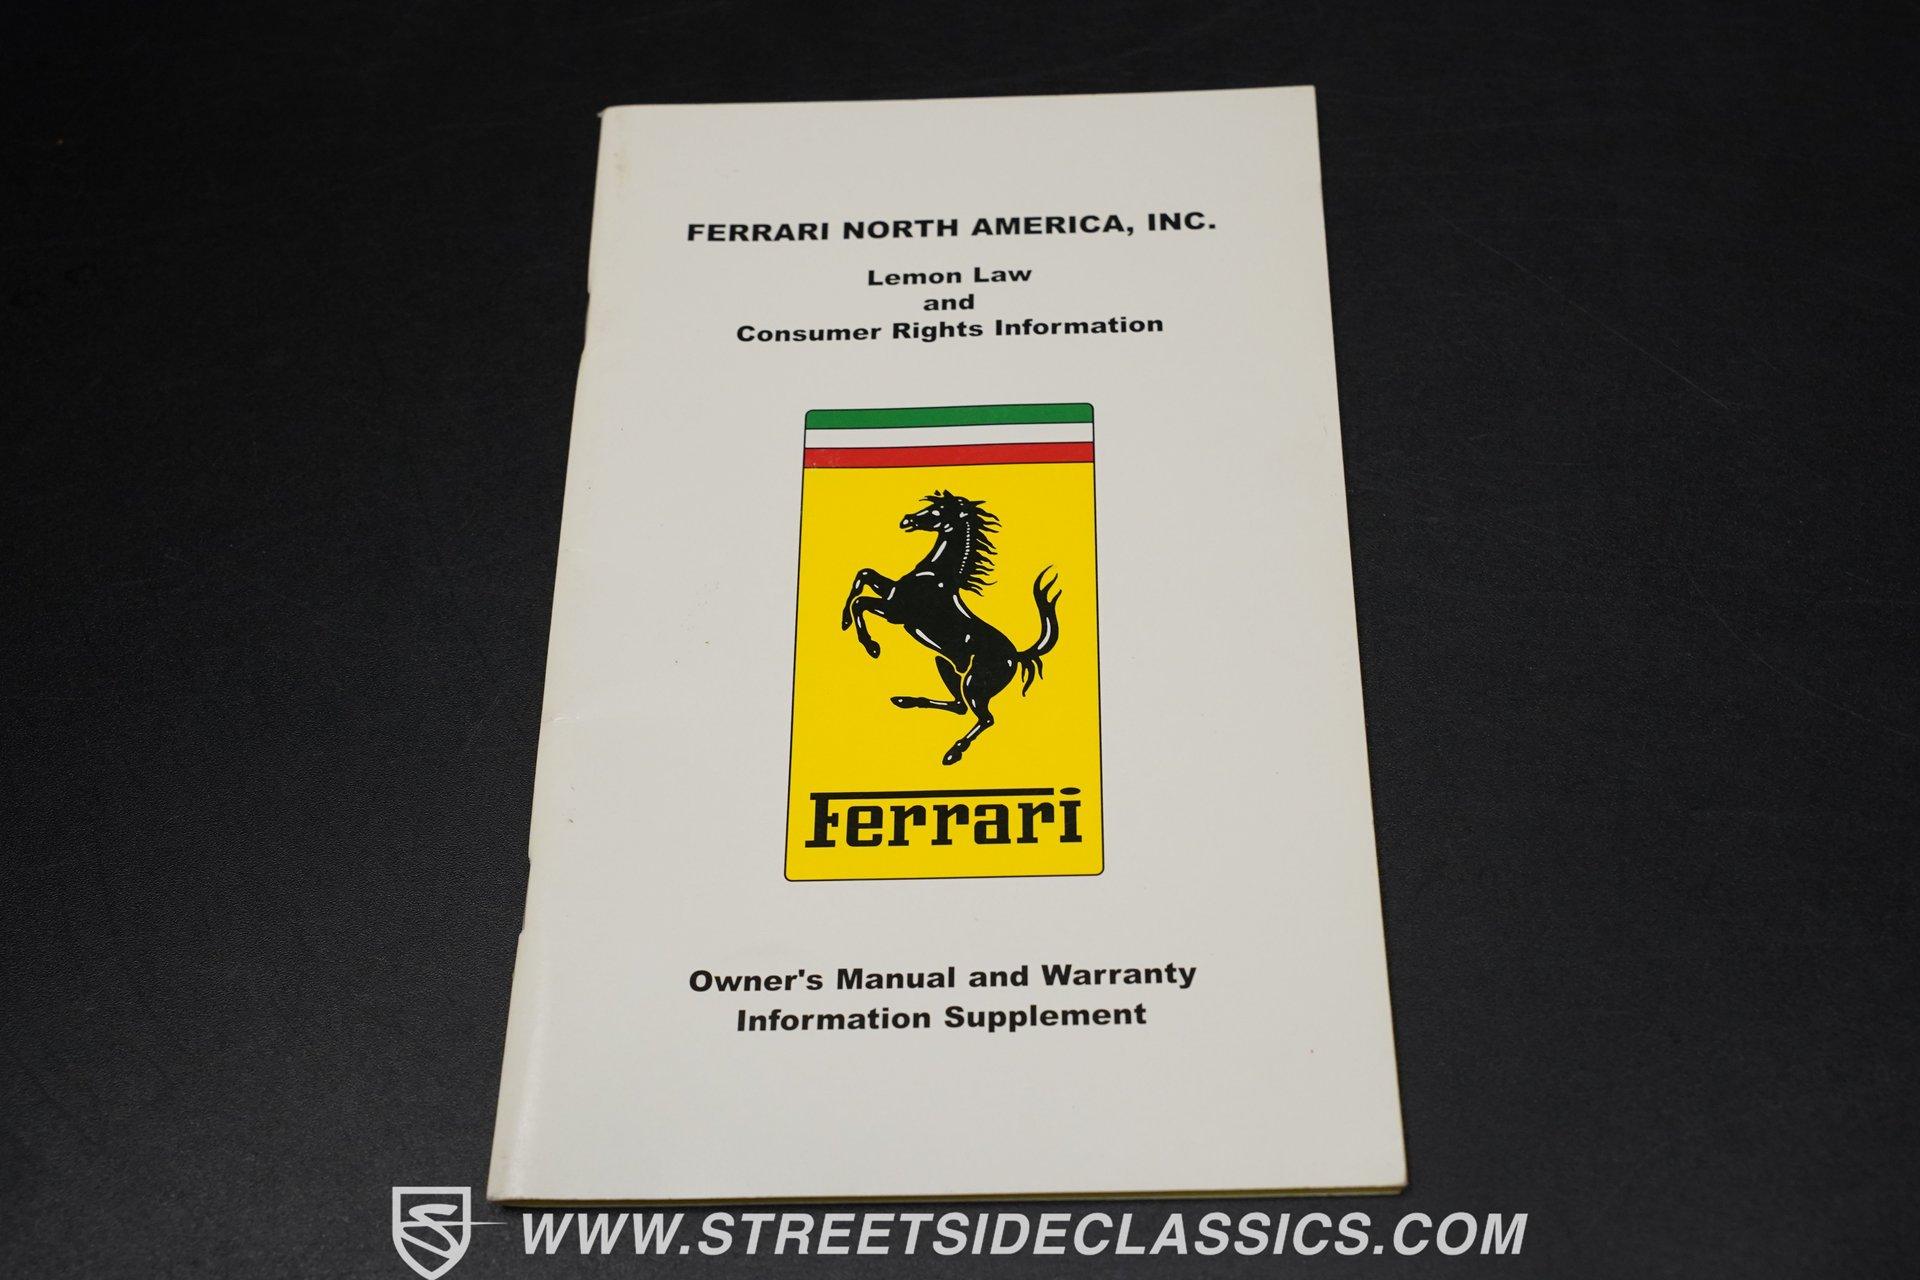 FERRARI NORTH AMERICA, INC.
Lemon Law
and
Consumer Rights Information
Ferrari
Owner's Manual and Warranty
Information Supplement
WWW.STREETSIDECLASSICS.COM